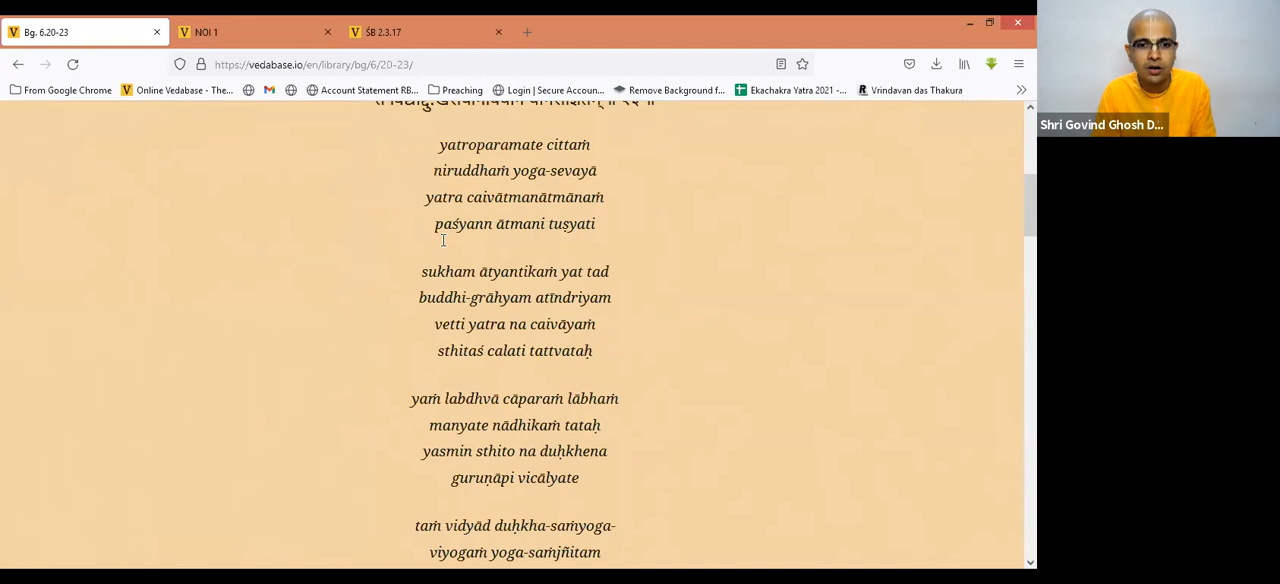 Bg. 6.20-23
NOI 1
ŚB 2.3.17
https://vedabase.io/en/library/bg/6/20-23/
From Google Chrome
Online Vedabase - The...
Account Statement RB...
Preaching
Login | Secure Accoun...
Remove Background f...
Ekachakra Yatra 2021 -...
Vrindavan das Thakura
Shri Govind Ghosh D...
yatroparamate cittaṁ
niruddhaṁ yoga-sevayā
yatra caivātmanātmānaṁ
paśyann ātmani tuṣyati
sukham ātyantikaṁ yat tad
buddhi-grāhyam atīndriyam
vetti yatra na caivāyaṁ
sthitaś calati tattvataḥ
yaṁ labdhvā cāparaṁ lābhaṁ
manyate nādhikaṁ tataḥ
yasmin sthito na duḥkhena
guruṇāpi vicālyate
taṁ vidyād duḥkha-saṁyoga-
viyogaṁ yoga-saṁjñitam